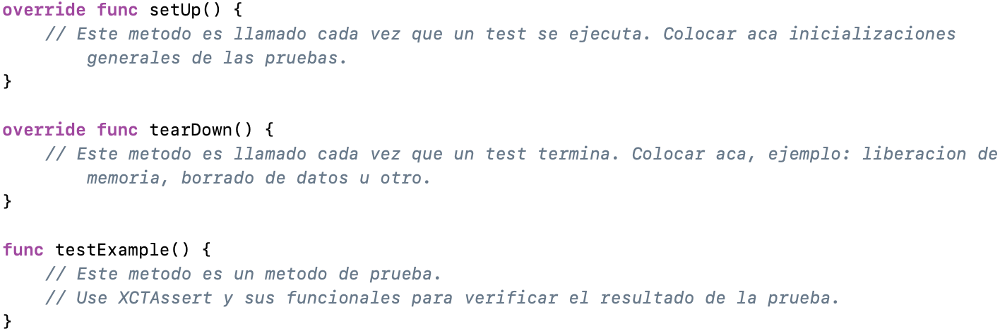 override func setUp() {
// Este metodo es llamado cada vez que un test se ejecuta. Colocar aca inicializaciones
generales de las pruebas.
}
override func tearDown() {
// Este metodo es llamado cada vez que un test termina. Colocar aca, ejemplo: liberacion de
memoria, borrado de datos u otro.
}
func testExample() {
// Este metodo es un metodo de prueba.
// Use XCTAssert y sus funcionales para verificar el resultado de la prueba.
}